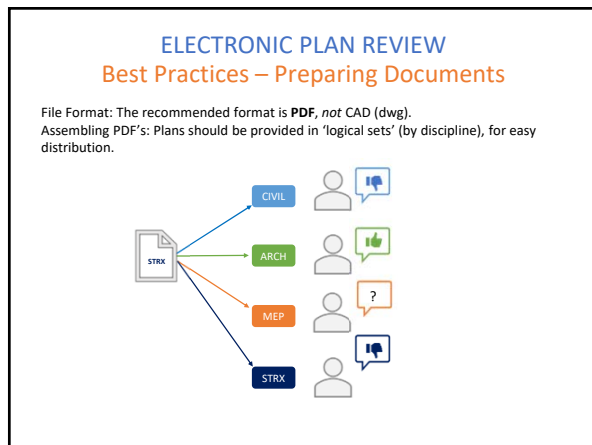 ELECTRONIC PLAN REVIEW
Best Practices – Preparing Documents
File Format: The recommended format is PDF, not CAD (dwg).
Assembling PDF's: Plans should be provided in 'logical sets' (by discipline), for easy
distribution.
CIVIL
STRX
ARCH
MEP
?
STRX